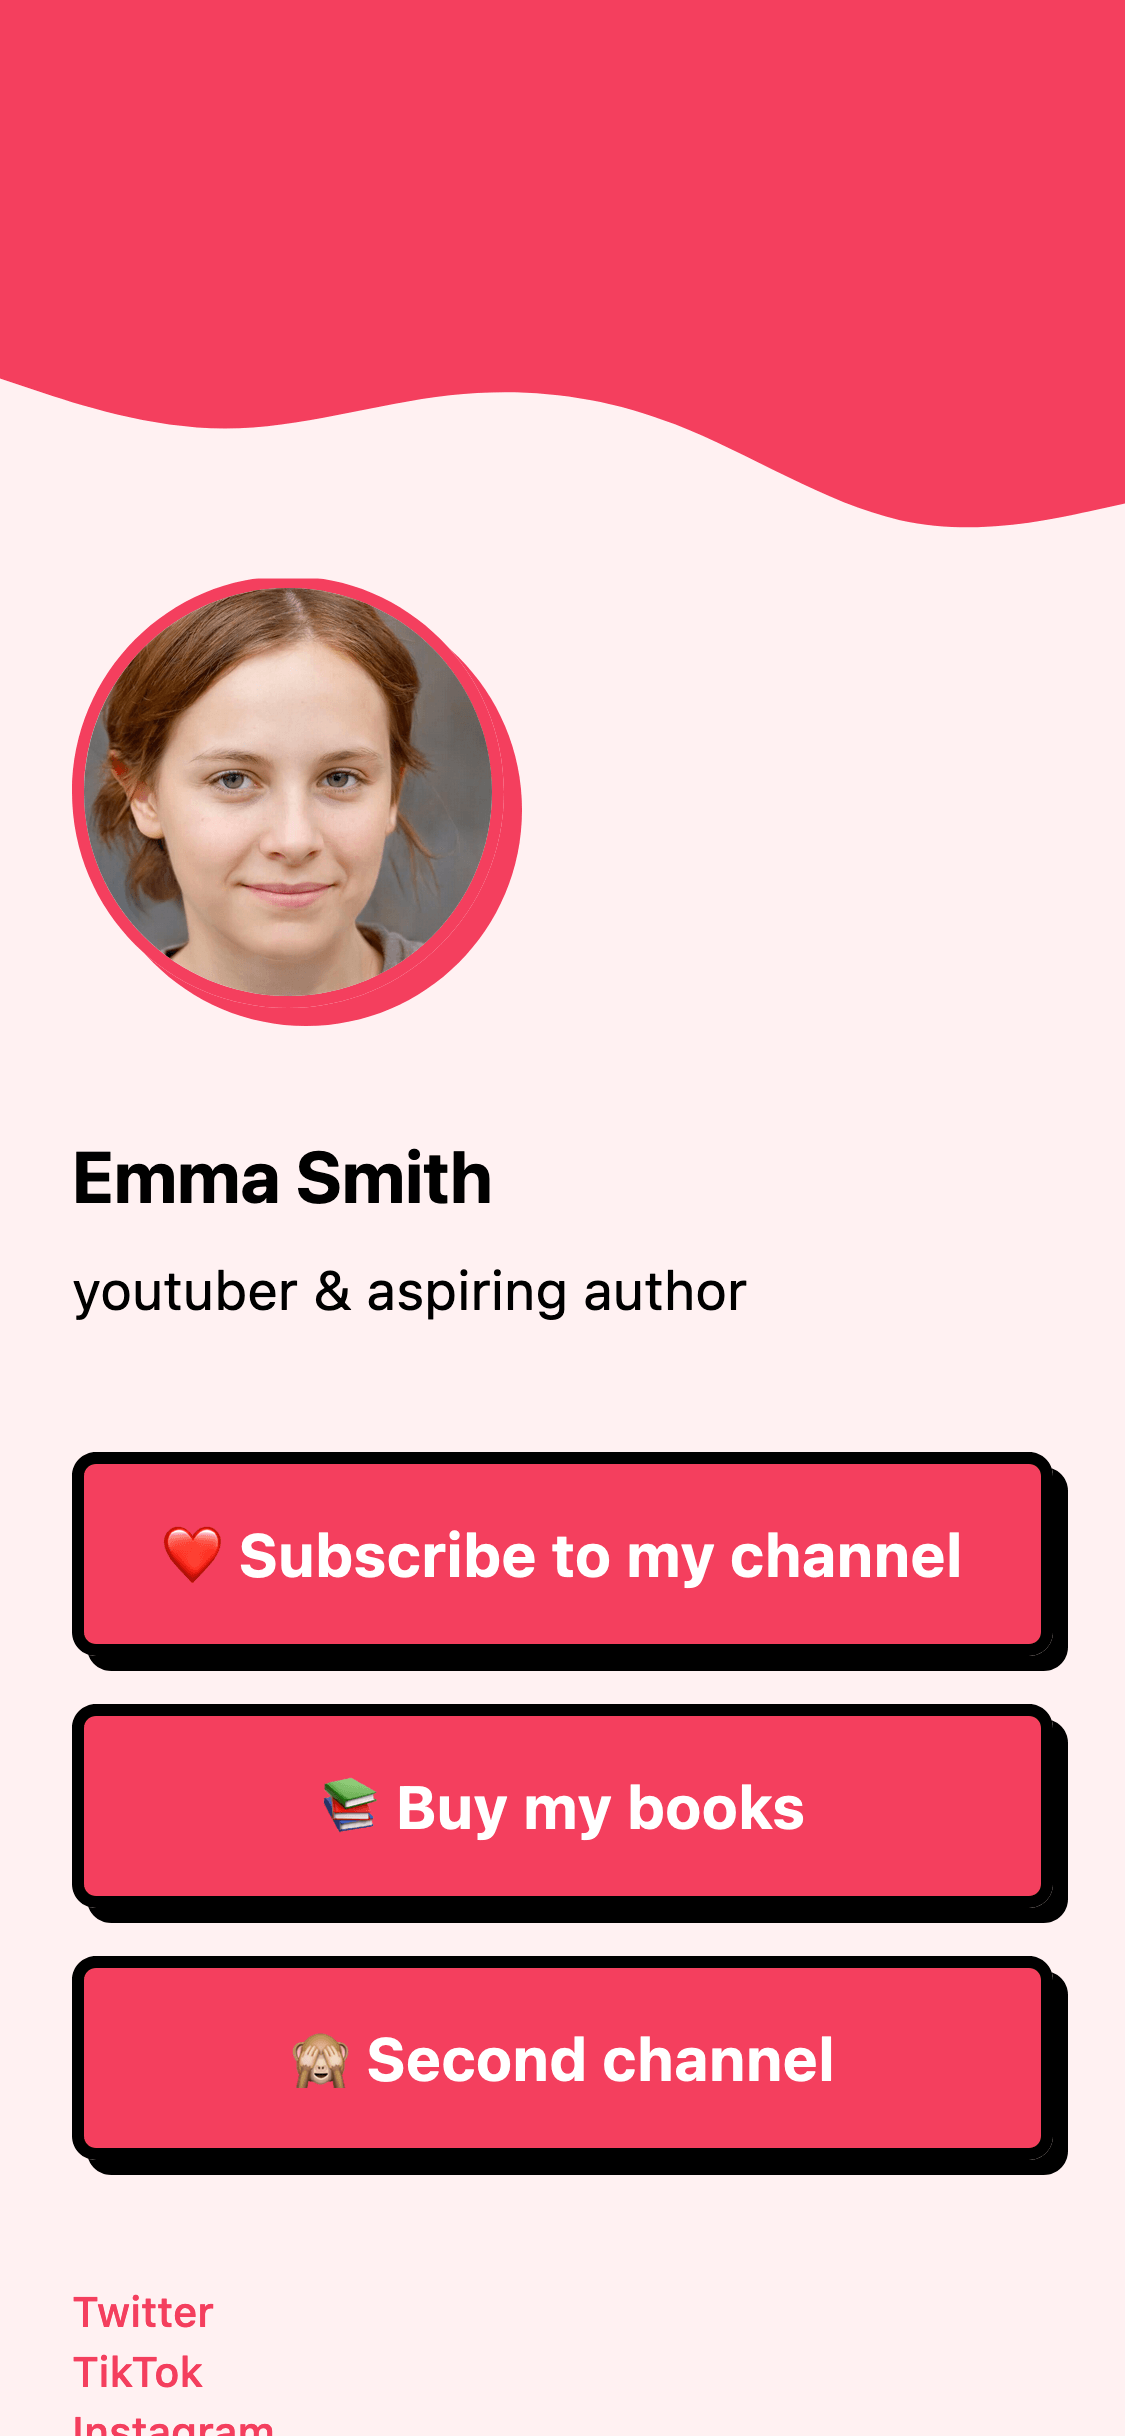 Emma Smith
youtuber & aspiring author
❤️ Subscribe to my channel
📚 Buy my books
🙈 Second channel
Twitter
TikTok
Instagram